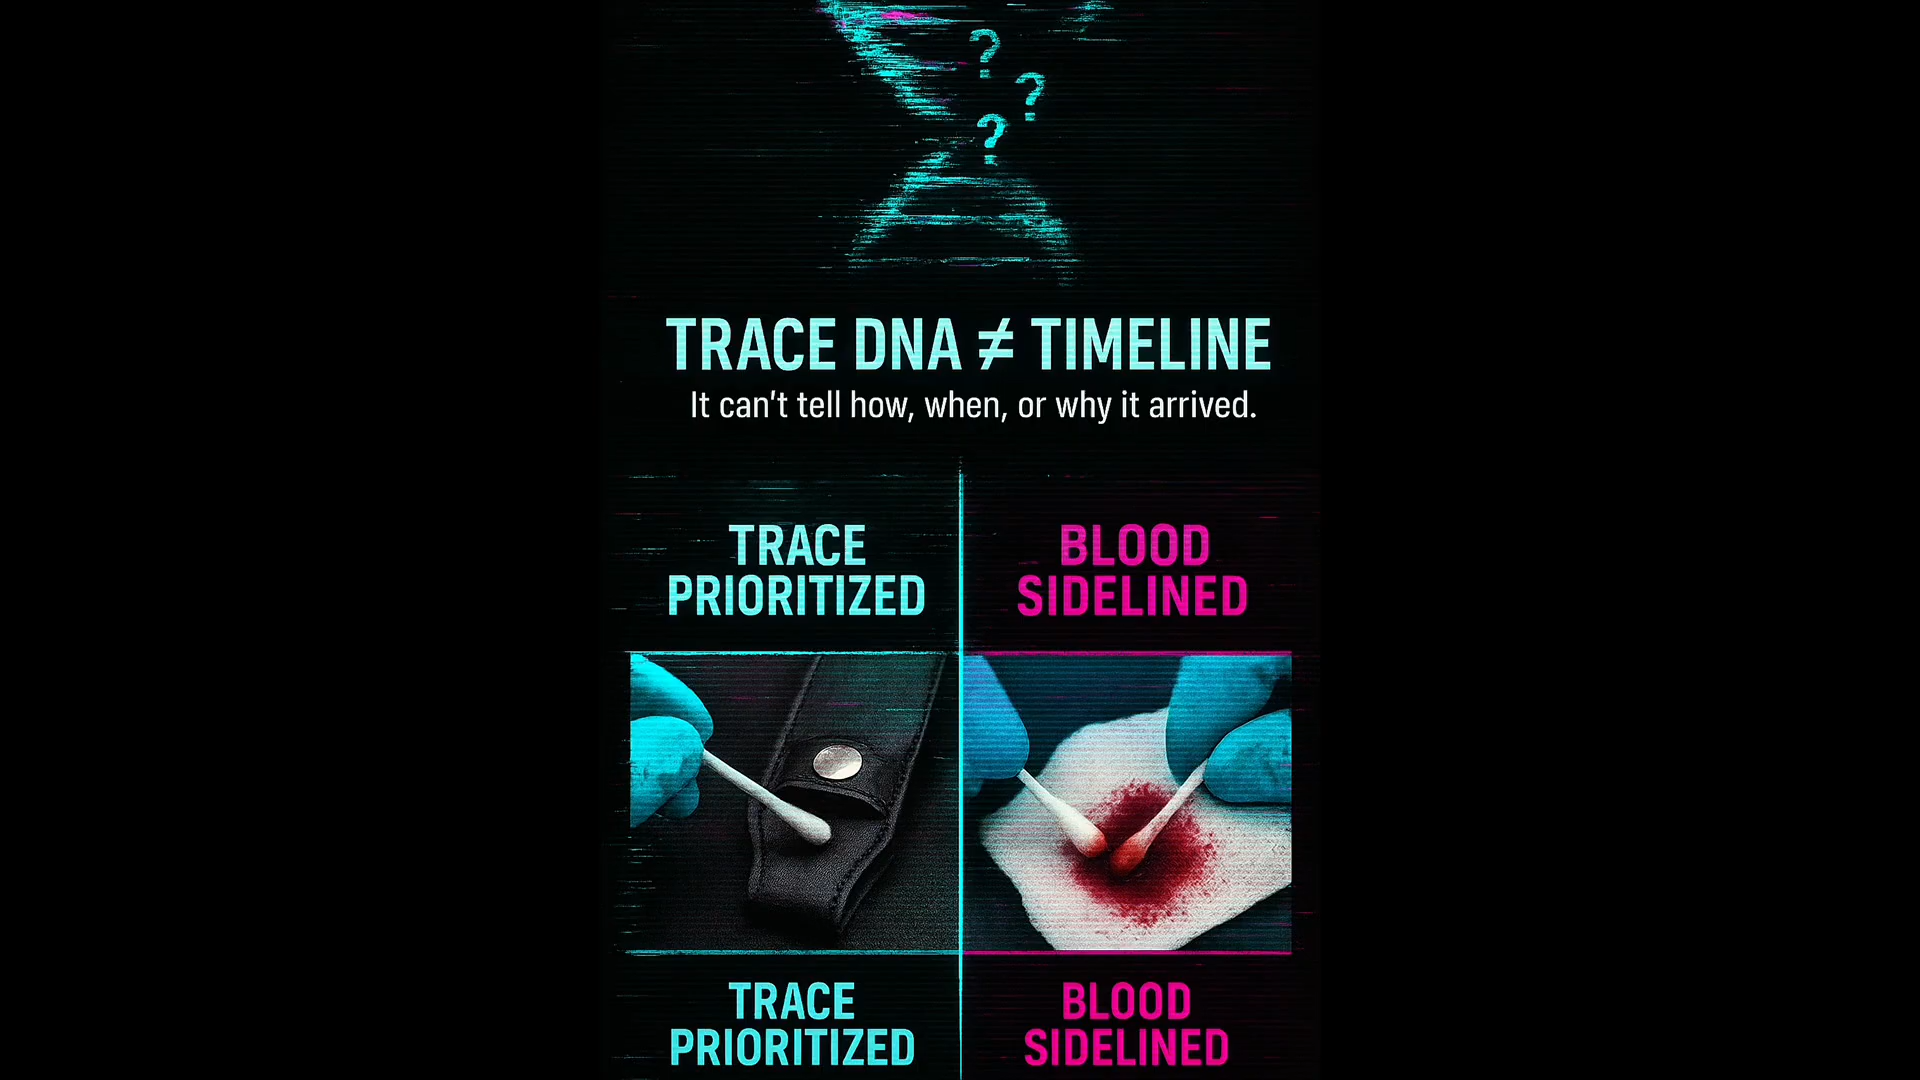 ?
?
?
TRACE DNA ≠ TIMELINE
It can't tell how, when, or why it arrived.
TRACE
PRIORITIZED
BLOOD
SIDELINED
TRACE
PRIORITIZED
BLOOD
SIDELINED